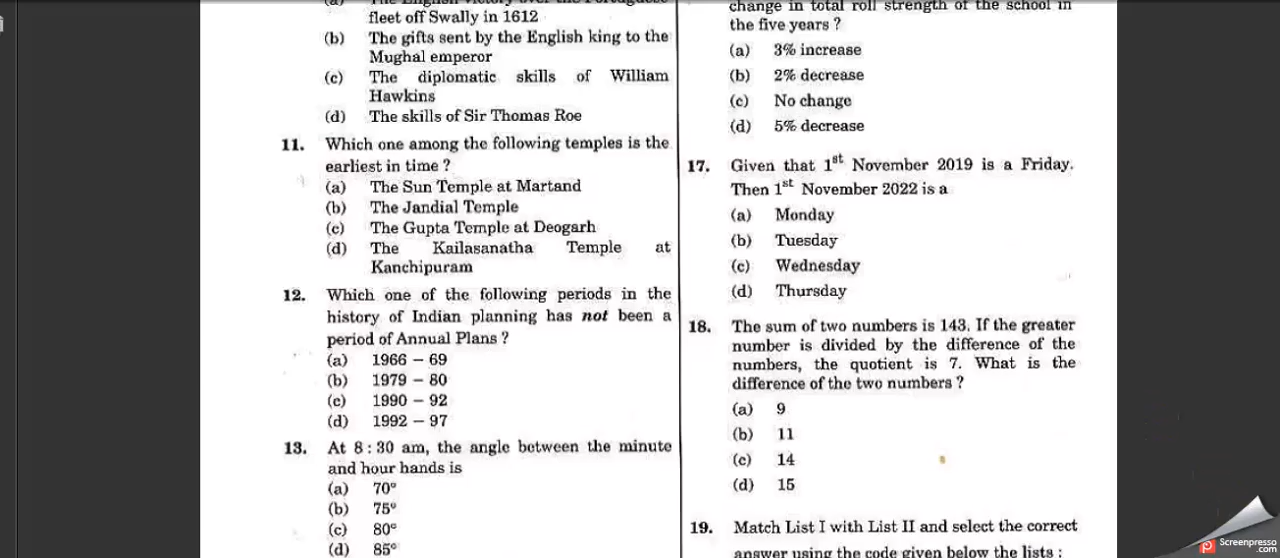 fleet off Swally in 1612
(b) The gifts sent by the English king to the
Mughal emperor
(c) The diplomatic skills of William
Hawkins
(d) The skills of Sir Thomas Roe
11. Which one among the following temples is the
earliest in time ?
(a) The Sun Temple at Martand
(b) The Jandial Temple
(c) The Gupta Temple at Deogarh
(d) The Kailasanatha Temple at
Kanchipuram
12. Which one of the following periods in the
history of Indian planning has not been a
period of Annual Plans ?
(a) 1966 – 69
(b) 1979 – 80
(c) 1990 – 92
(d) 1992 – 97
13. At 8 : 30 am, the angle between the minute
and hour hands is
(a) 70°
(b) 75°
(c) 80°
(d) 85°
change in total roll strength of the school in
the five years ?
(a) 3% increase
(b) 2% decrease
(c) No change
(d) 5% decrease
17. Given that 1st November 2019 is a Friday.
Then 1st November 2022 is a
(a) Monday
(b) Tuesday
(c) Wednesday
(d) Thursday
18. The sum of two numbers is 143. If the greater
number is divided by the difference of the
numbers, the quotient is 7. What is the
difference of the two numbers ?
(a) 9
(b) 11
(c) 14
(d) 15
19. Match List I with List II and select the correct
answer using the code given below the lists :
Screenpresso
.com